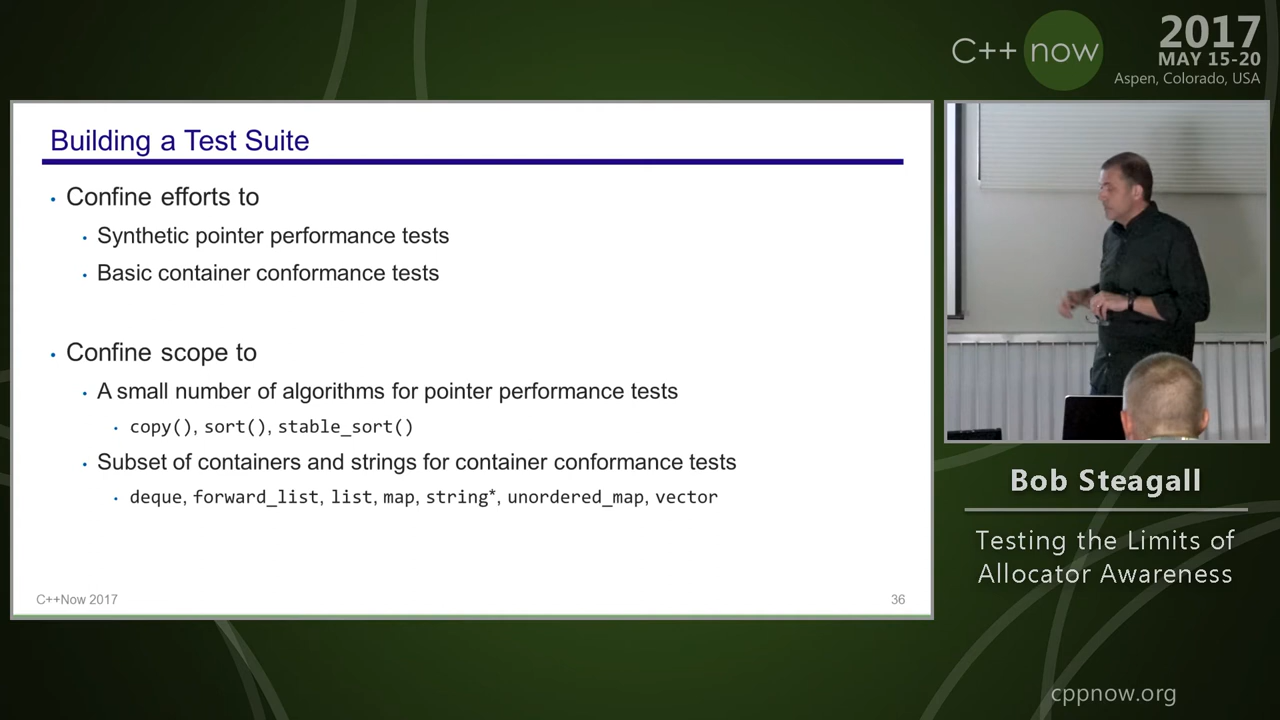 C++ now
2017
MAY 15-20
Aspen, Colorado, USA
Building a Test Suite
• Confine efforts to
• Synthetic pointer performance tests
• Basic container conformance tests
• Confine scope to
• A small number of algorithms for pointer performance tests
• copy(), sort(), stable_sort()
• Subset of containers and strings for container conformance tests
• deque, forward_list, list, map, string*, unordered_map, vector
C++Now 2017
36
Bob Steagall
Testing the Limits of
Allocator Awareness
cppnow.org